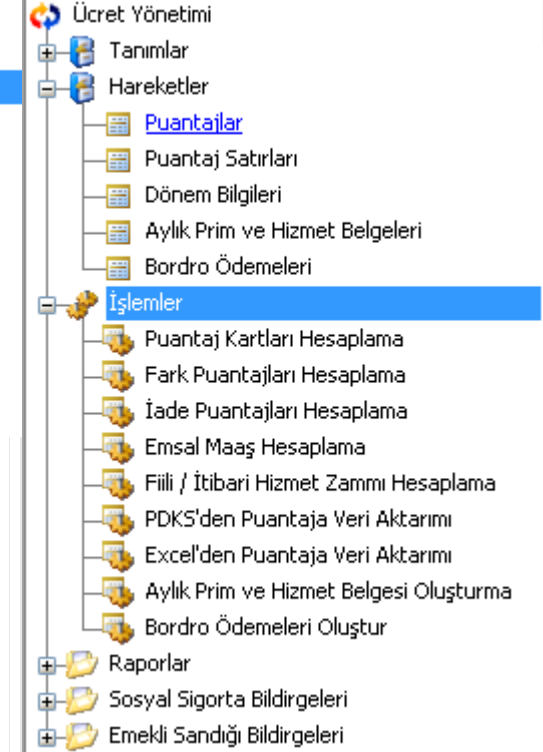 Ücret Yönetimi
Tanımlar
Hareketler
Puantajlar
Puantaj Satırları
Dönem Bilgileri
Aylık Prim ve Hizmet Belgeleri
Bordro Ödemeleri
İşlemler
Puantaj Kartları Hesaplama
Fark Puantajları Hesaplama
İade Puantajları Hesaplama
Emsal Maaş Hesaplama
Fiili / İtibari Hizmet Zammı Hesaplama
PDKS'den Puantaja Veri Aktarımı
Excel'den Puantaja Veri Aktarımı
Aylık Prim ve Hizmet Belgesi Oluşturma
Bordro Ödemeleri Oluştur
Raporlar
Sosyal Sigorta Bildirgeleri
Emekli Sandığı Bildirgeleri